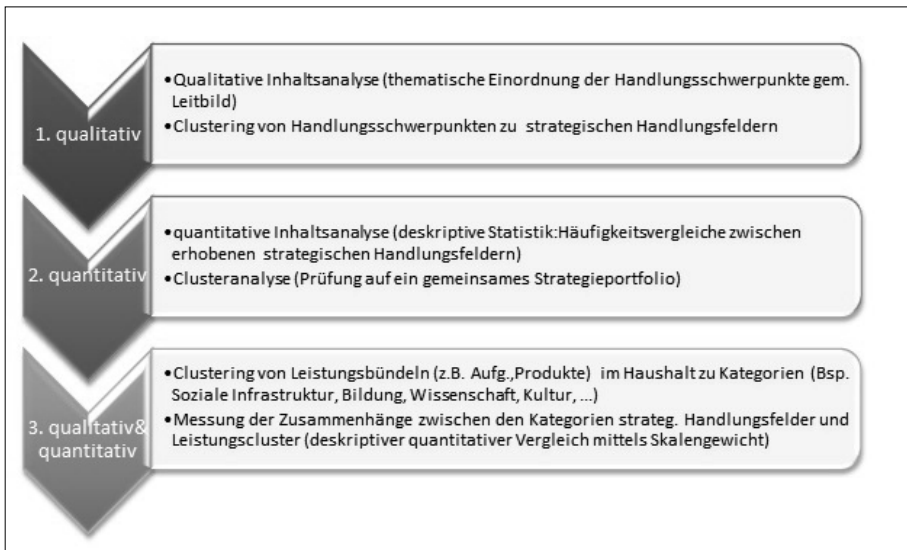 1. qualitativ
•Qualitative Inhaltsanalyse (thematische Einordnung der Handlungsschwerpunkte gem.
Leitbild)
•Clustering von Handlungsschwerpunkten zu strategischen Handlungsfeldern
2. quantitativ
•quantitative Inhaltsanalyse (deskriptive Statistik:Häufigkeitsvergleiche zwischen
erhobenen strategischen Handlungsfeldern)
•Clusteranalyse (Prüfung auf ein gemeinsames Strategieportfolio)
3. qualitativ&
quantitativ
•Clustering von Leistungsbündeln (z.B. Aufg.,Produkte) im Haushalt zu Kategorien (Bsp.
Soziale Infrastruktur, Bildung, Wissenschaft, Kultur, ...)
•Messung der Zusammenhänge zwischen den Kategorien strateg. Handlungsfelder und
Leistungscluster (deskriptiver quantitativer Vergleich mittels Skalengewicht)